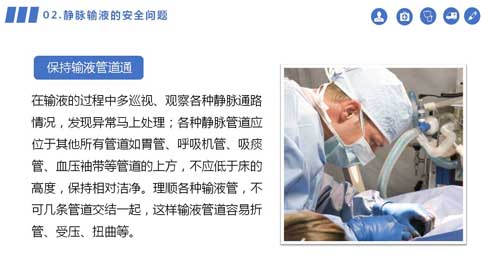 02.静脉输液的安全问题
保持输液管道通
在输液的过程中多巡视、观察各种静脉通路
情况，发现异常马上处理；各种静脉管道应
位于其他所有管道如胃管、呼吸机管、吸痰
管、血压袖带等管道的上方，不应低于床的
高度，保持相对洁净。理顺各种输液管，不
可几条管道交结一起，这样输液管道容易折
管、受压、扭曲等。